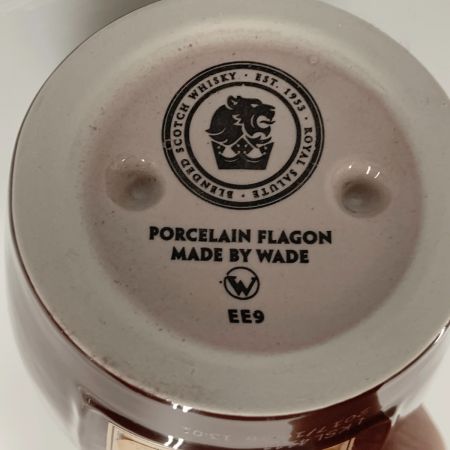 BLENDED SCOTCH WHISKY · EST. 1953 · ROYAL SALUTE ·
PORCELAIN FLAGON
MADE BY WADE
W
EE9